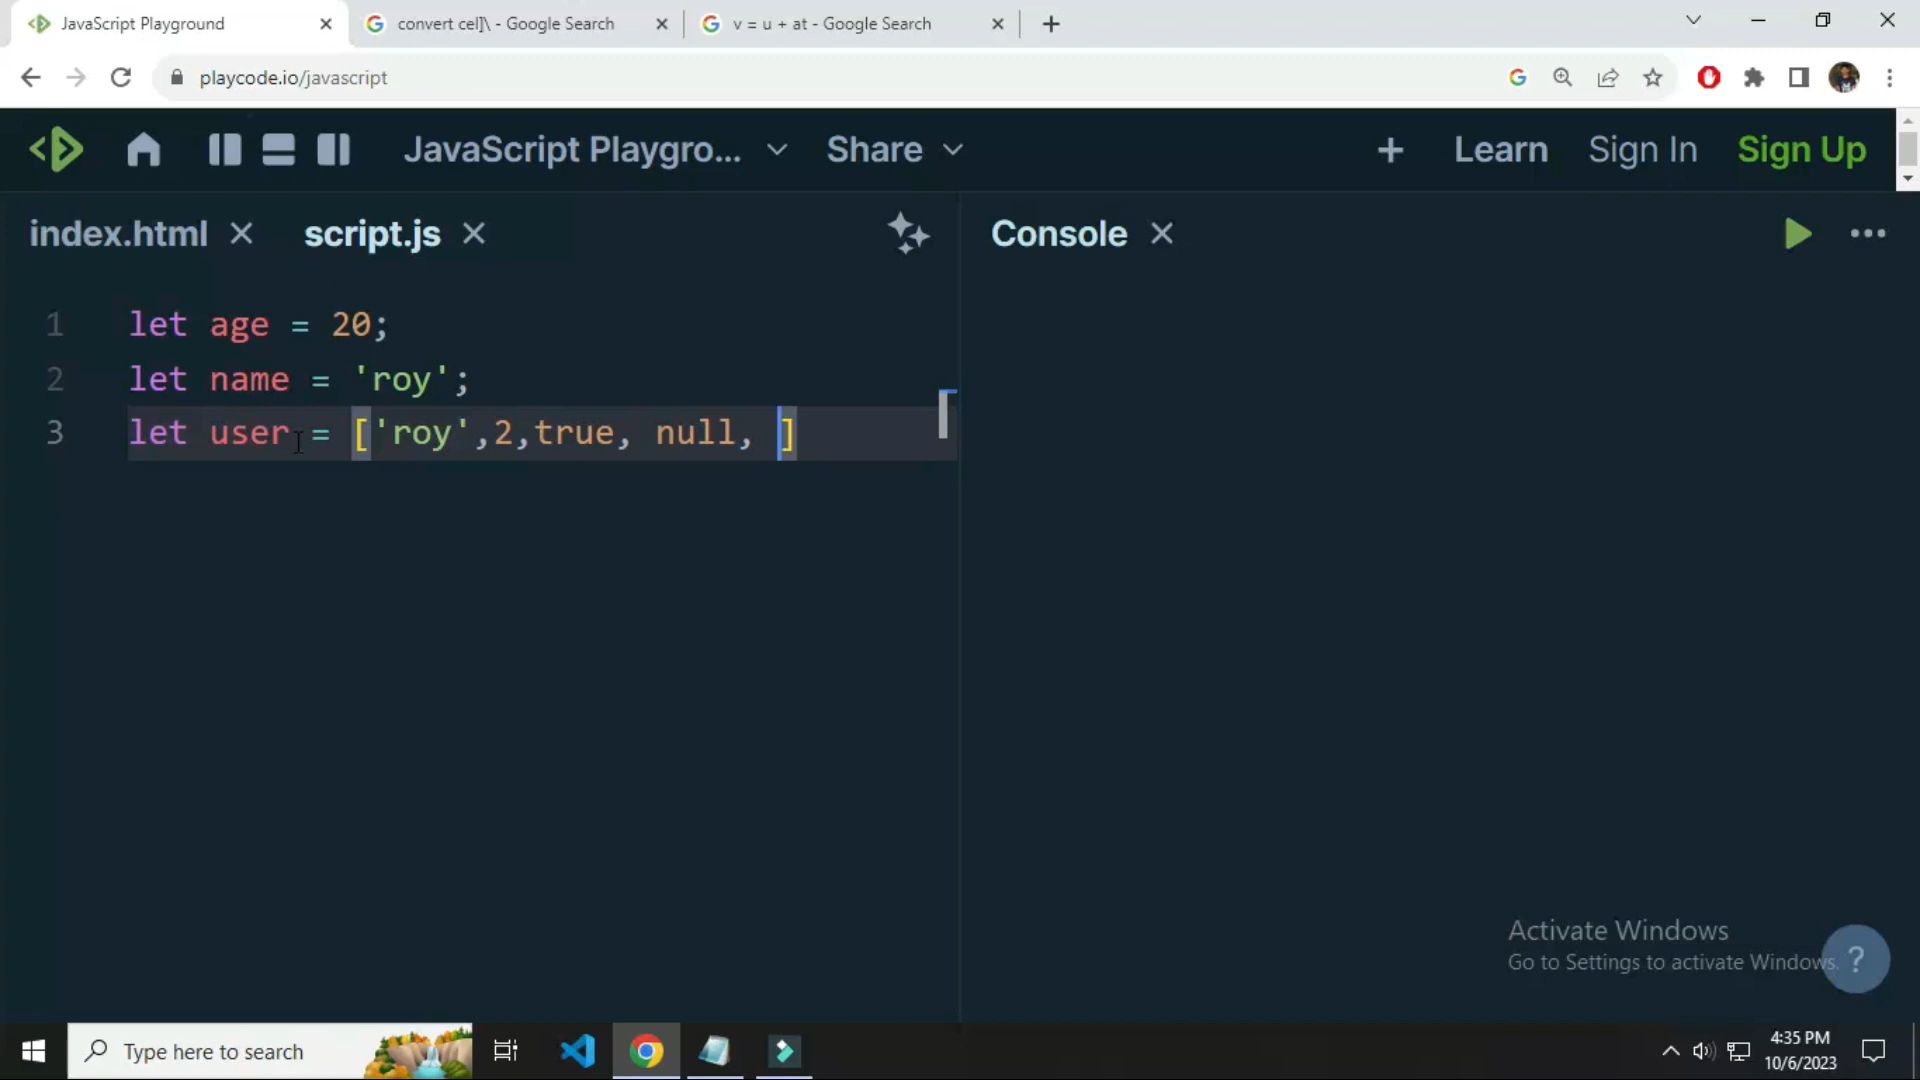 JavaScript Playground
convert cel]\ - Google Search
v = u + at - Google Search
playcode.io/javascript
JavaScript Playgro...
Share
Learn
Sign In
Sign Up
index.html
script.js
Console
1 let age = 20;
2 let name = 'roy';
3 let user = ['roy',2,true, null, ]
Activate Windows
Go to Settings to activate Windows.
?
Type here to search
4:35 PM
10/6/2023